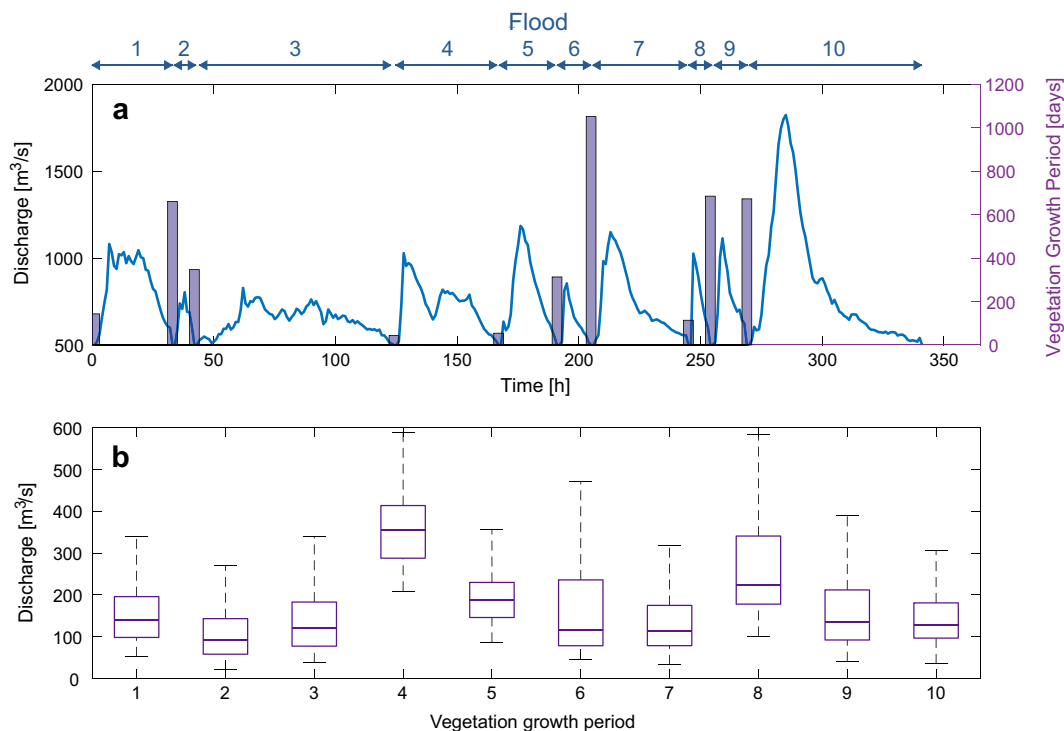 Flood
1 2 3 4 5 6 7 8 9 10
a
2000
1500
1000
500
Discharge [m³/s]
0 50 100 150 200 250 300 350
Time [h]
1200
1000
800
600
400
200
0
Vegetation Growth Period [days]
b
600
500
400
300
200
100
0
Discharge [m³/s]
1 2 3 4 5 6 7 8 9 10
Vegetation growth period